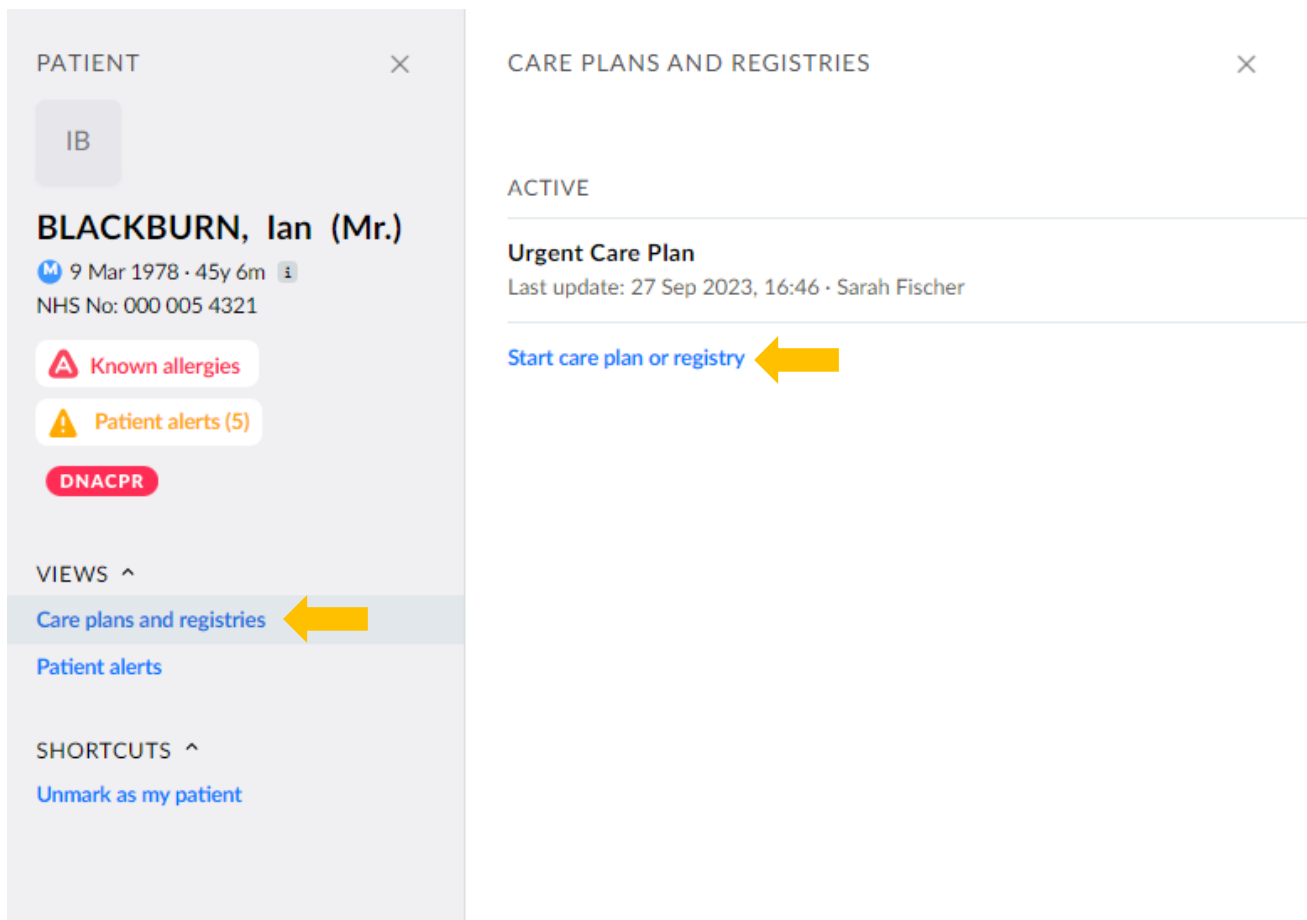 PATIENT
IB
BLACKBURN, Ian (Mr.)
M 9 Mar 1978 · 45y 6m i
NHS No: 000 005 4321
A Known allergies
Patient alerts (5)
DNACPR
VIEWS
Care plans and registries
Patient alerts
SHORTCUTS
Unmark as my patient
CARE PLANS AND REGISTRIES
ACTIVE
Urgent Care Plan
Last update: 27 Sep 2023, 16:46 · Sarah Fischer
Start care plan or registry